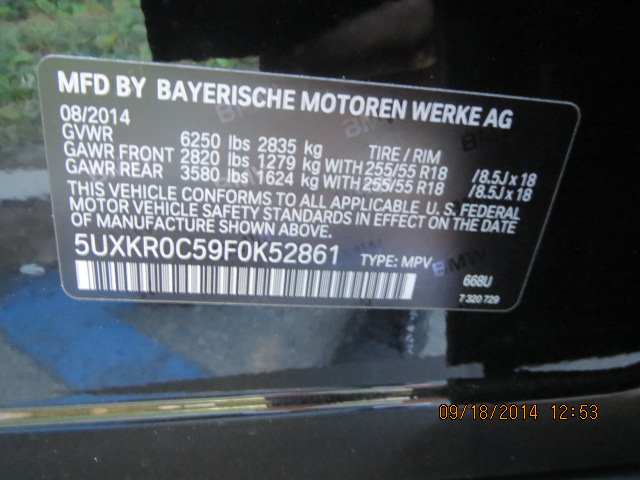 MFD BY BAYERISCHE MOTOREN WERKE AG
08/2014
GVWR 6250 lbs 2835 kg TIRE / RIM
GAWR FRONT 2820 lbs 1279 kg WITH 255/55 R18 /8.5J x 18
GAWR REAR 3580 lbs 1624 kg WITH 255/55 R18 /8.5J x 18
THIS VEHICLE CONFORMS TO ALL APPLICABLE U. S. FEDERAL
MOTOR VEHICLE SAFETY STANDARDS IN EFFECT ON THE DATE
OF MANUFACTURE SHOWN ABOVE.
5UXKR0C59F0K52861 TYPE: MPV
668U
7 320 729
09/18/2014 12:53